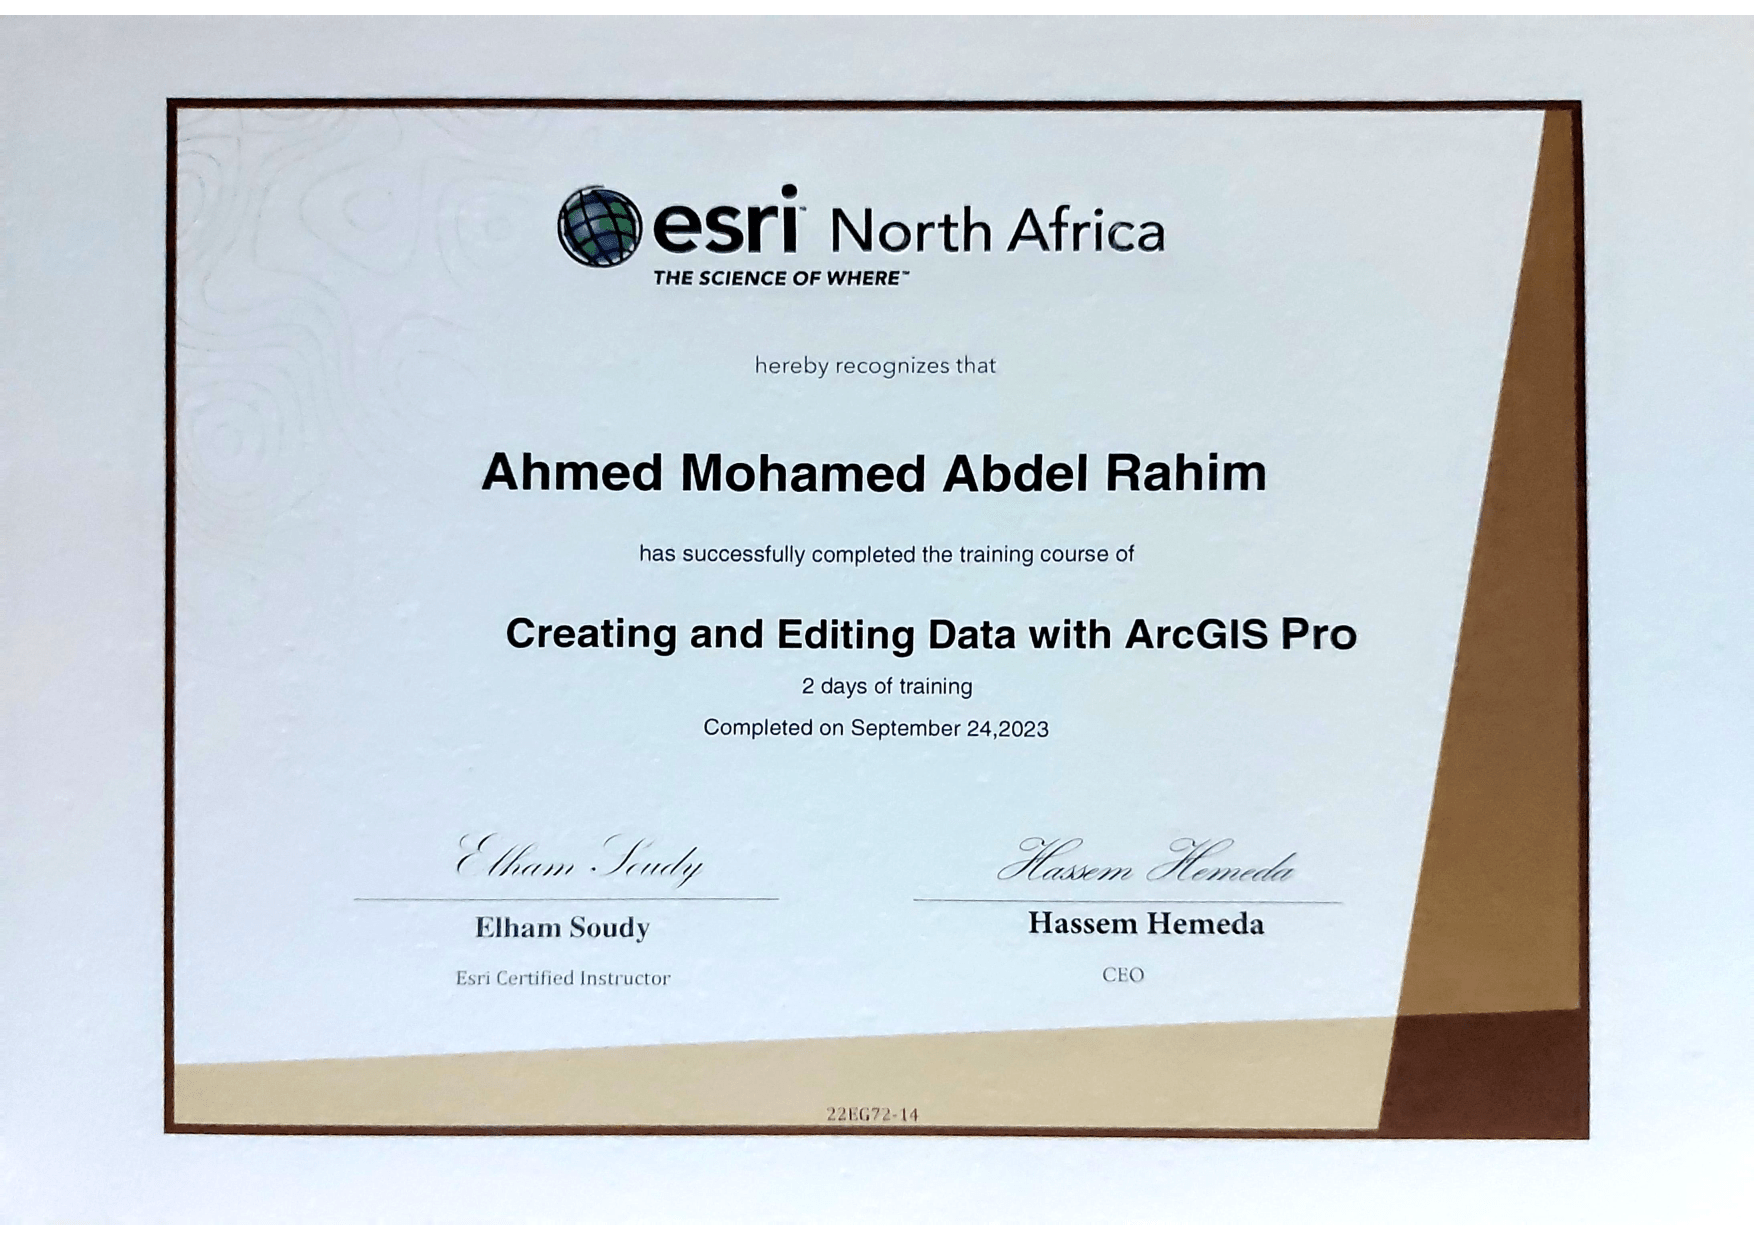 esri™ North Africa
THE SCIENCE OF WHERE™
hereby recognizes that
Ahmed Mohamed Abdel Rahim
has successfully completed the training course of
Creating and Editing Data with ArcGIS Pro
2 days of training
Completed on September 24,2023
Elham Soudy
Hassem Hemeda
Elham Soudy
Hassem Hemeda
Esri Certified Instructor
CEO
22EG72-14